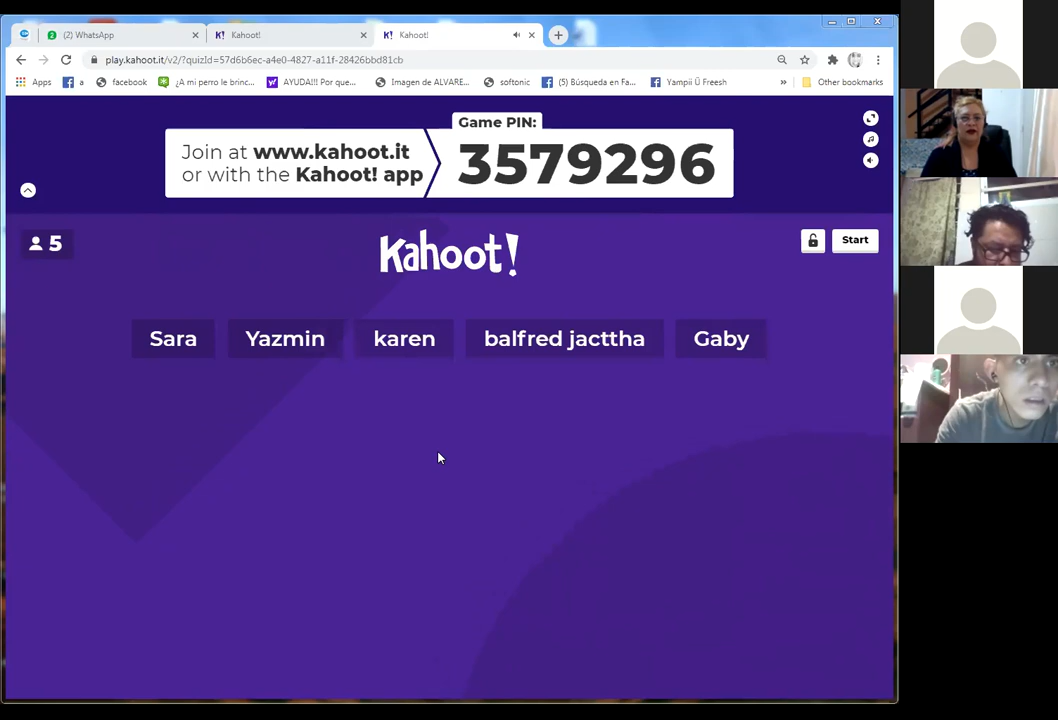 (2) WhatsApp
Kahoot!
Kahoot!
play.kahoot.it/v2/?quizId=57d6b6ec-a4e0-4827-a11f-28426bbd81cb
Apps
a
facebook
¿A mi perro le brinc...
AYUDA!!! Por que...
Imagen de ALVARE...
softonic
(5) Búsqueda en Fa...
Yampii Ü Freesh
»
Other bookmarks
Game PIN:
Join at www.kahoot.it
or with the Kahoot! app
3579296
5
Kahoot!
Start
Sara
Yazmin
karen
balfred jacttha
Gaby